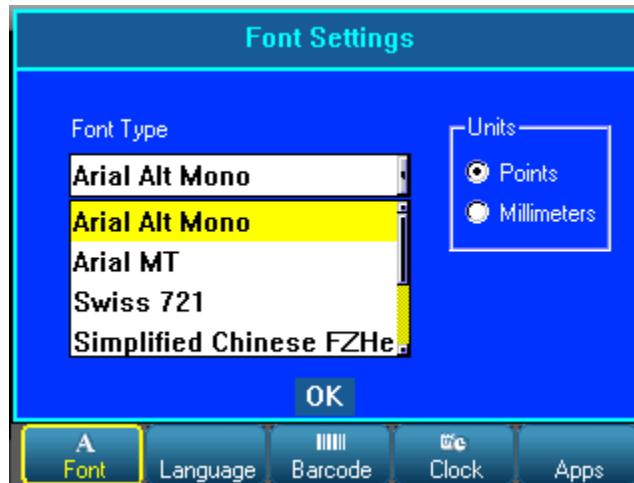 Font Settings
Font Type
Arial Alt Mono
Arial Alt Mono
Arial MT
Swiss 721
Simplified Chinese FZHe
Units
Points
Millimeters
OK
A
Font
Language
Barcode
Clock
Apps